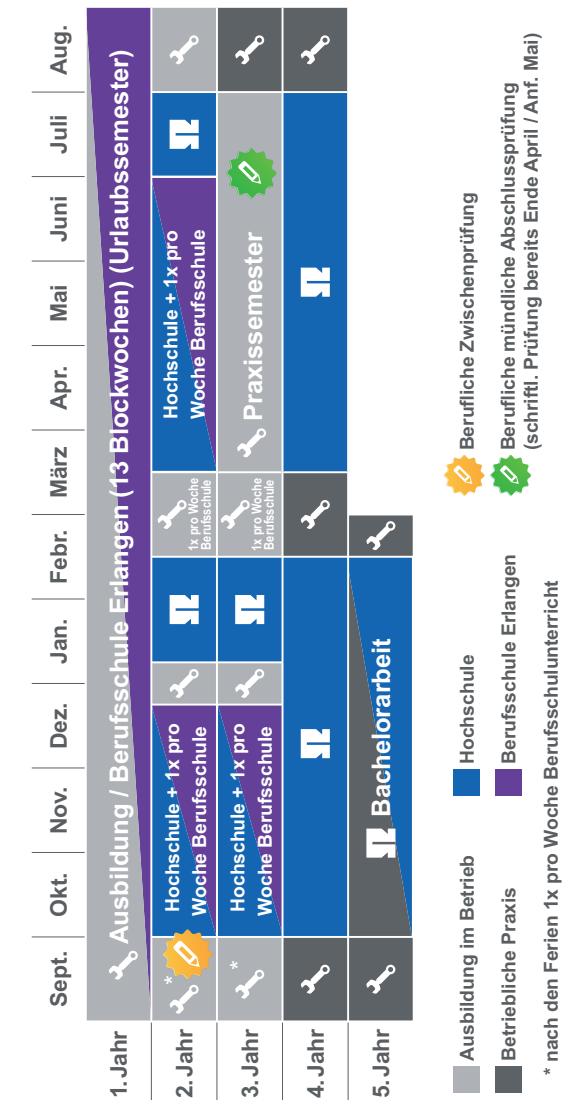 Sept.
Okt.
Nov.
Dez.
Jan.
Febr.
März
Apr.
Mai
Juni
Juli
Aug.
1. Jahr
Ausbildung / Berufsschule Erlangen (13 Blockwochen) (Urlaubssemester)
2. Jahr
*
Hochschule + 1x pro
Woche Berufsschule
1x pro Woche
Berufsschule
Hochschule + 1x pro
Woche Berufsschule
3. Jahr
*
Hochschule + 1x pro
Woche Berufsschule
1x pro Woche
Berufsschule
Praxissemester
4. Jahr
5. Jahr
Bachelorarbeit
Ausbildung im Betrieb
Hochschule
Berufliche Zwischenprüfung
Betriebliche Praxis
Berufsschule Erlangen
Berufliche mündliche Abschlussprüfung
(schriftl. Prüfung bereits Ende April / Anf. Mai)
* nach den Ferien 1x pro Woche Berufsschulunterricht